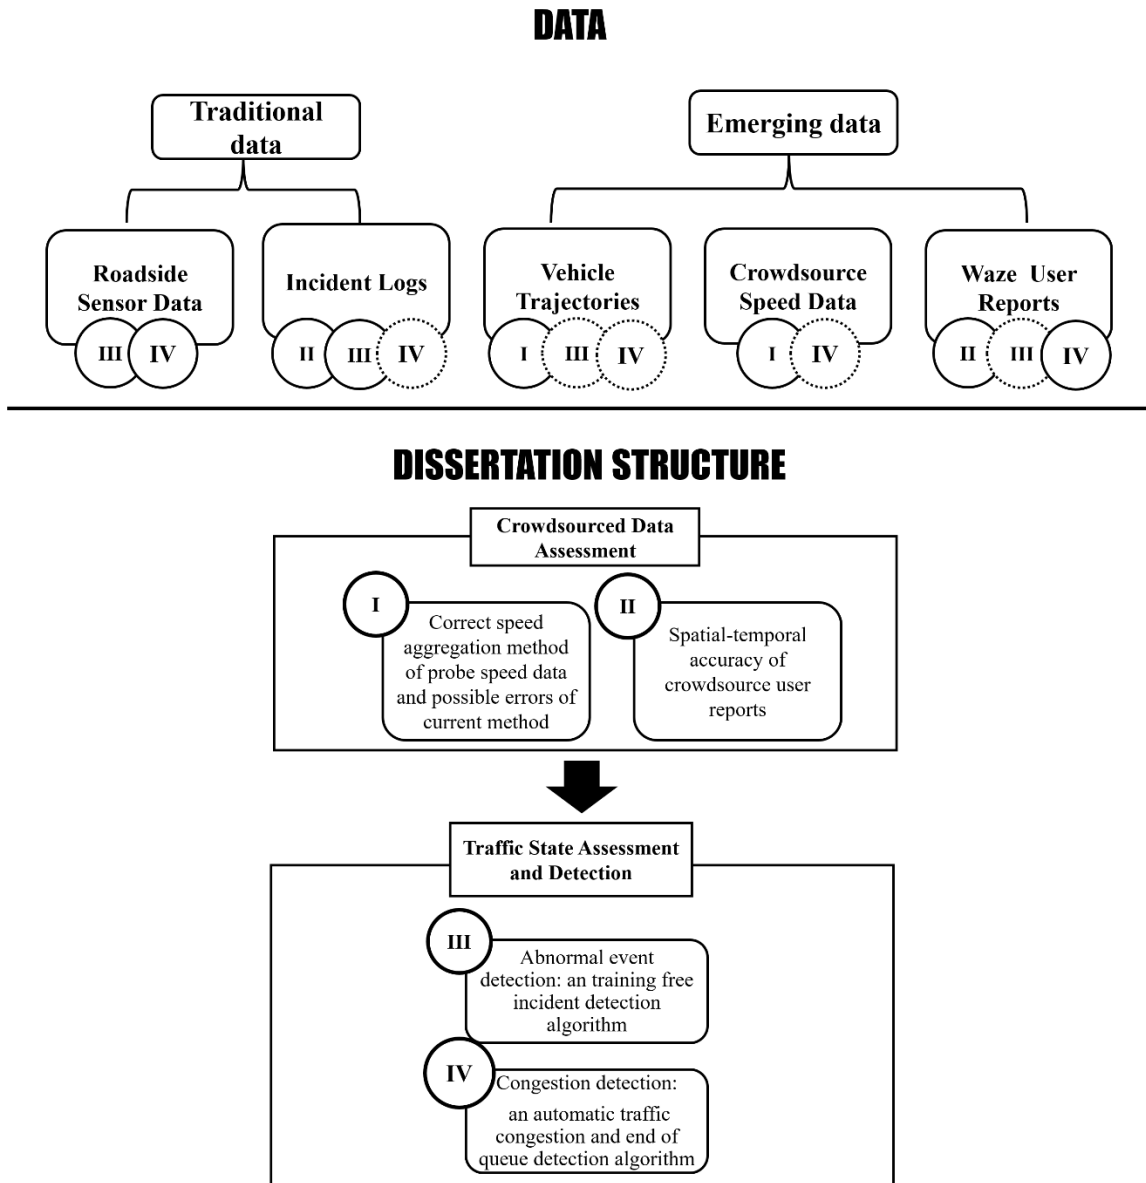 DATA
Traditional
data
Emerging data
Roadside
Sensor Data
III
IV
Incident Logs
II
III
IV
Vehicle
Trajectories
I
III
IV
Crowdsource
Speed Data
I
IV
Waze User
Reports
II
III
IV
DISSERTATION STRUCTURE
Crowdsourced Data
Assessment
I
Correct speed
aggregation method
of probe speed data
and possible errors of
current method
II
Spatial-temporal
accuracy of
crowdsource user
reports
Traffic State Assessment
and Detection
III
Abnormal event
detection: an training free
incident detection
algorithm
IV
Congestion detection:
an automatic traffic
congestion and end of
queue detection algorithm